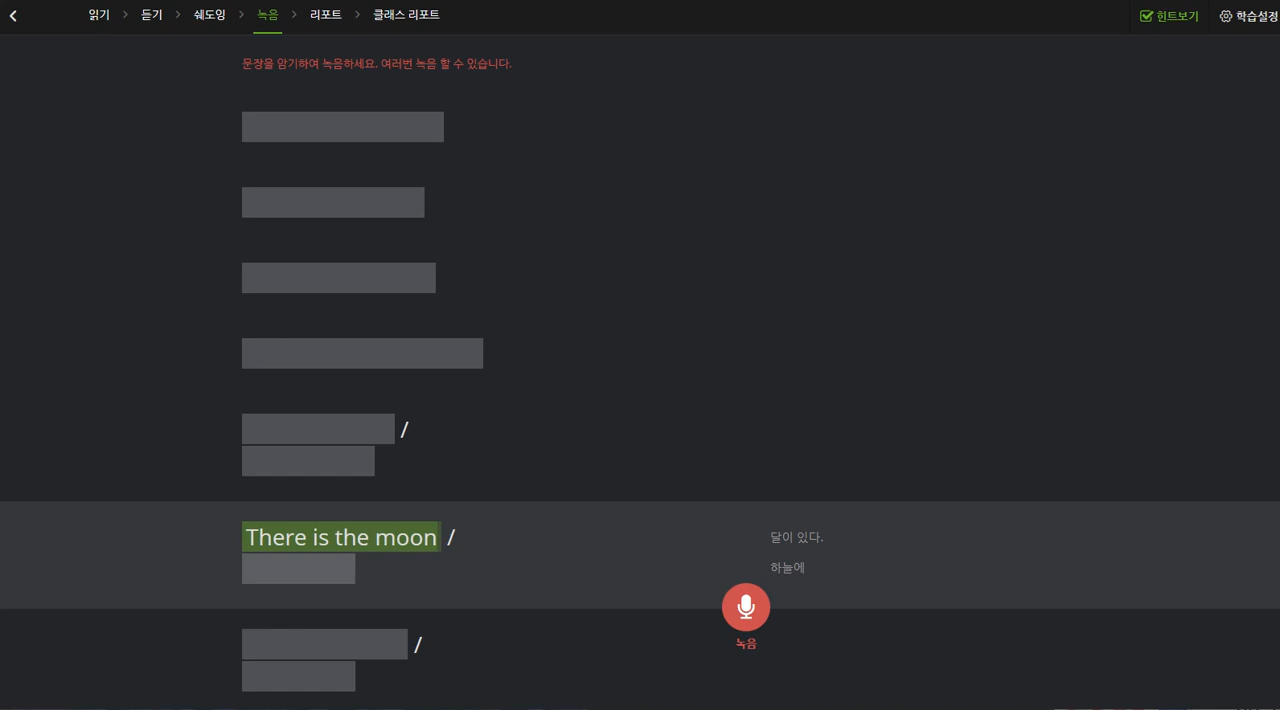 읽기 > 듣기 > 쉐도잉 > 녹음 > 리포트 > 클래스 리포트
힌트보기 학습설정
문장을 암기하여 녹음하세요. 여러번 녹음 할 수 있습니다.
/
There is the moon /
달이 있다.
하늘에
녹음
/